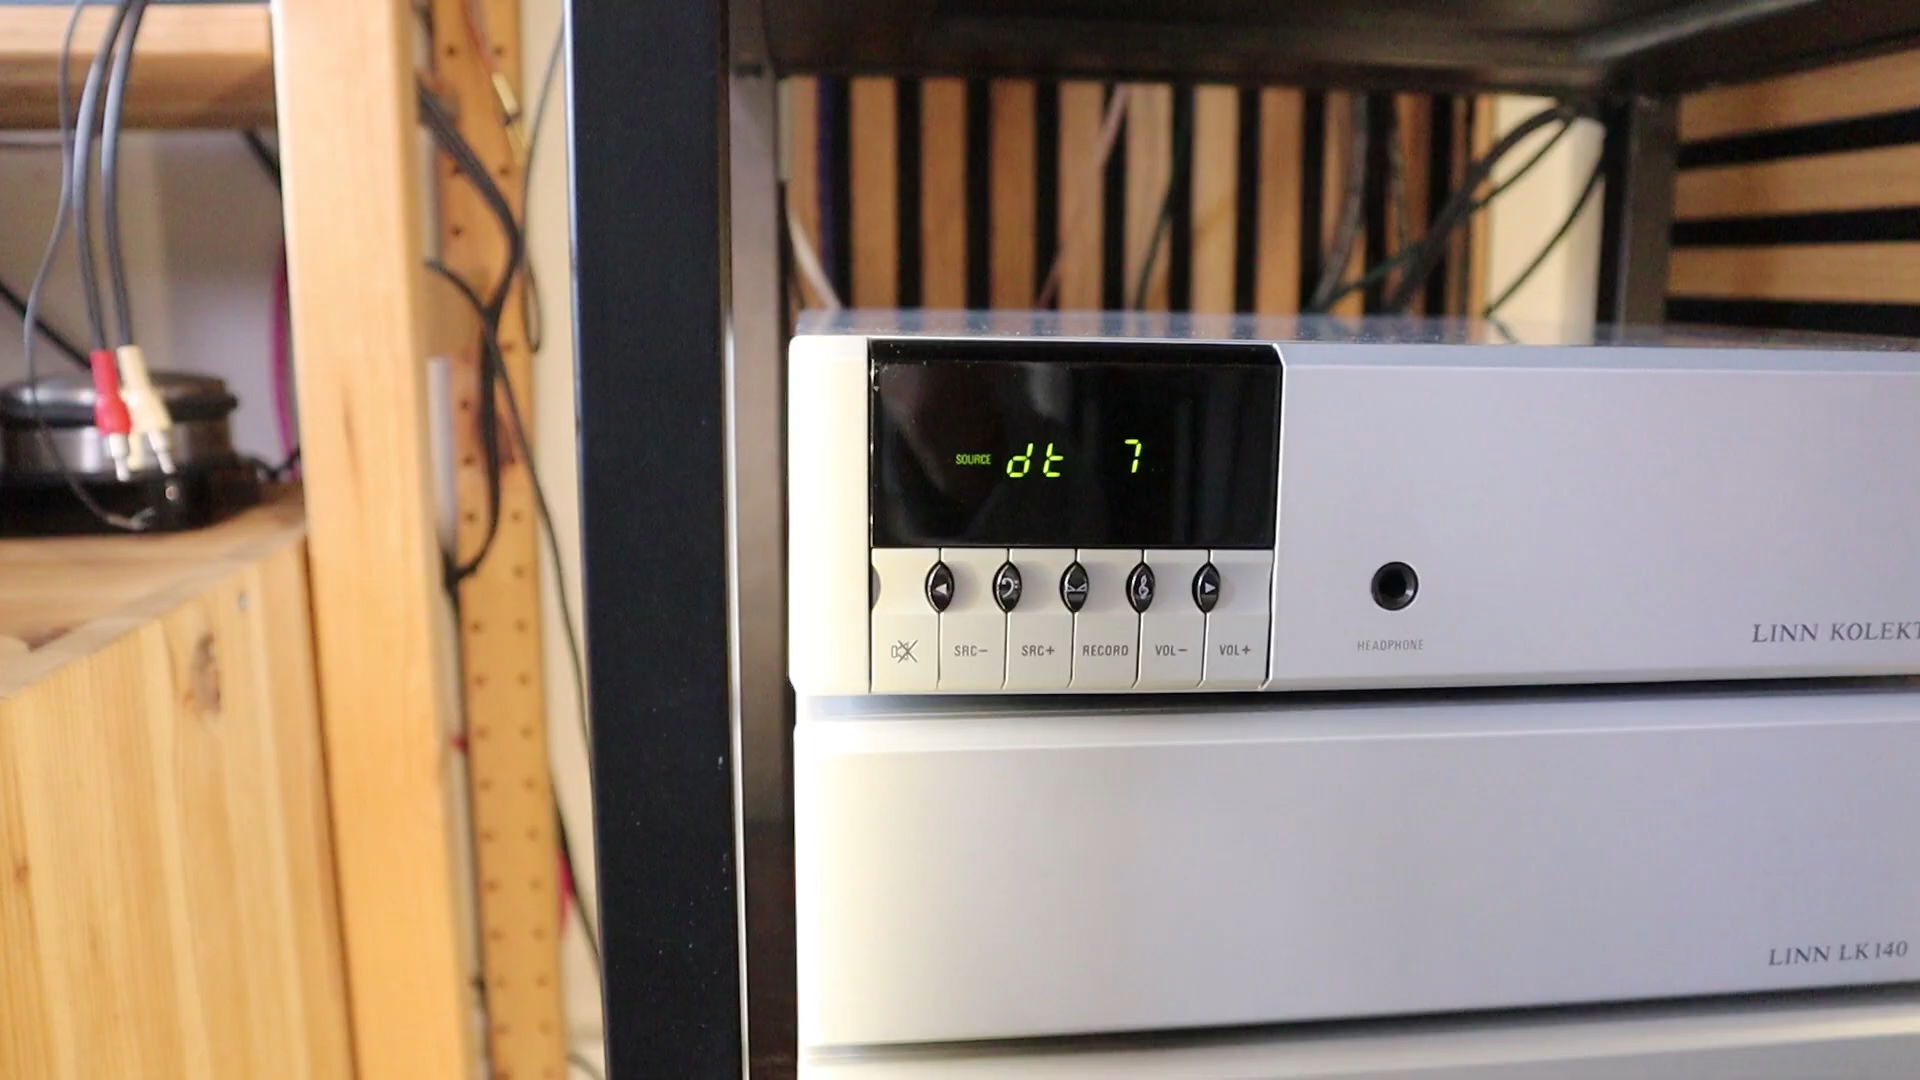 SOURCE dt 7
SRC− SRC+ RECORD VOL− VOL+
HEADPHONE
LINN KOLEKT
LINN LK140